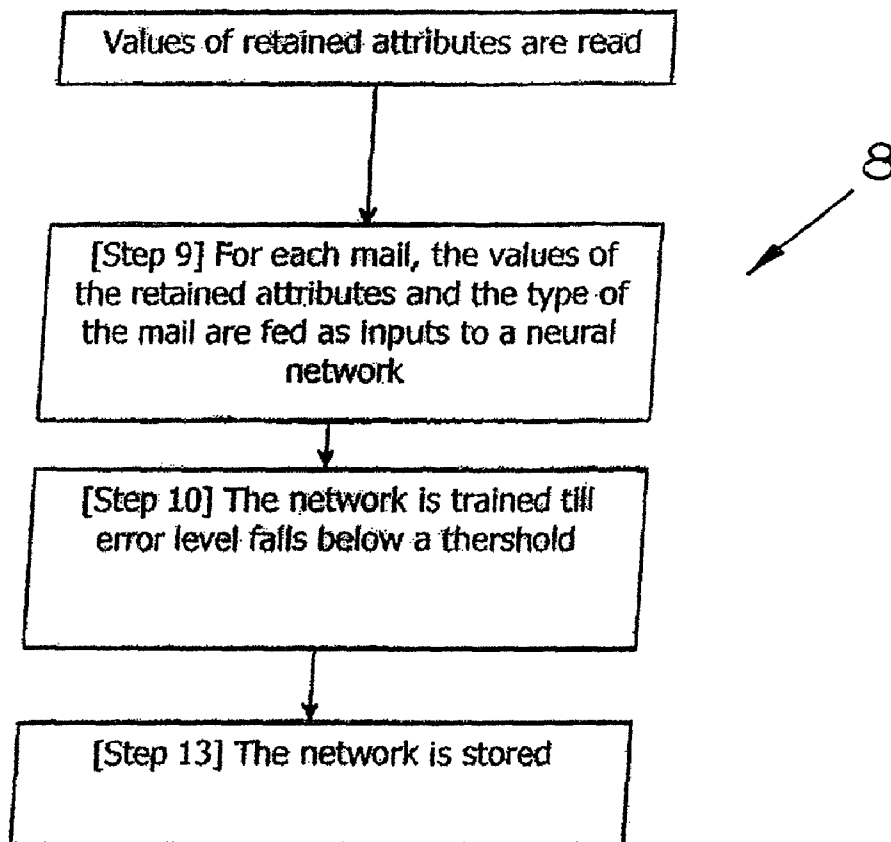 Values of retained attributes are read
8
[Step 9] For each mail, the values of
the retained attributes and the type of
the mail are fed as inputs to a neural
network
[Step 10] The network is trained till
error level falls below a thershold
[Step 13] The network is stored